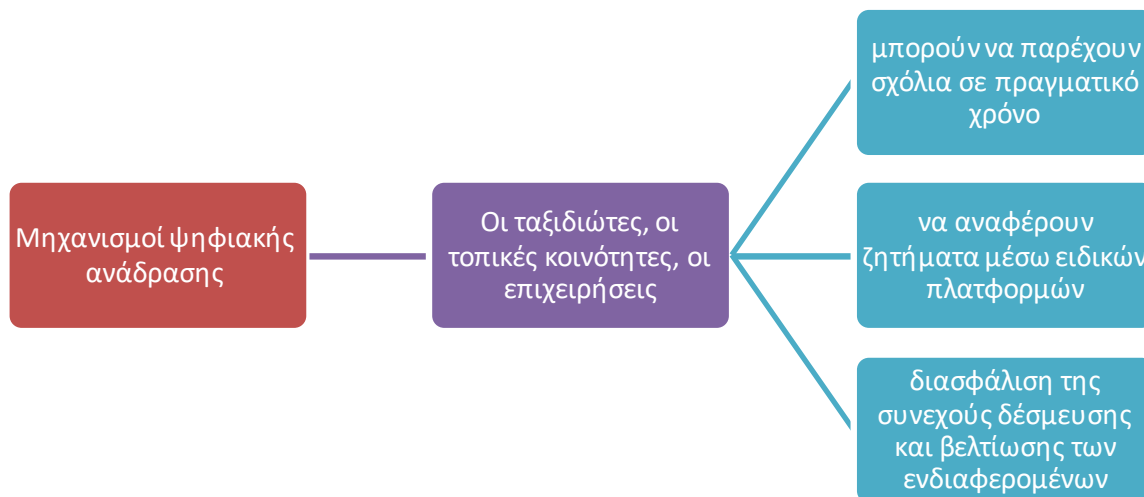 Μηχανισμοί ψηφιακής
ανάδρασης
Οι ταξιδιώτες, οι
τοπικές κοινότητες, οι
επιχειρήσεις
μπορούν να παρέχουν
σχόλια σε πραγματικό
χρόνο
να αναφέρουν
ζητήματα μέσω ειδικών
πλατφορμών
διασφάλιση της
συνεχούς δέσμευσης
και βελτίωσης των
ενδιαφερομένων